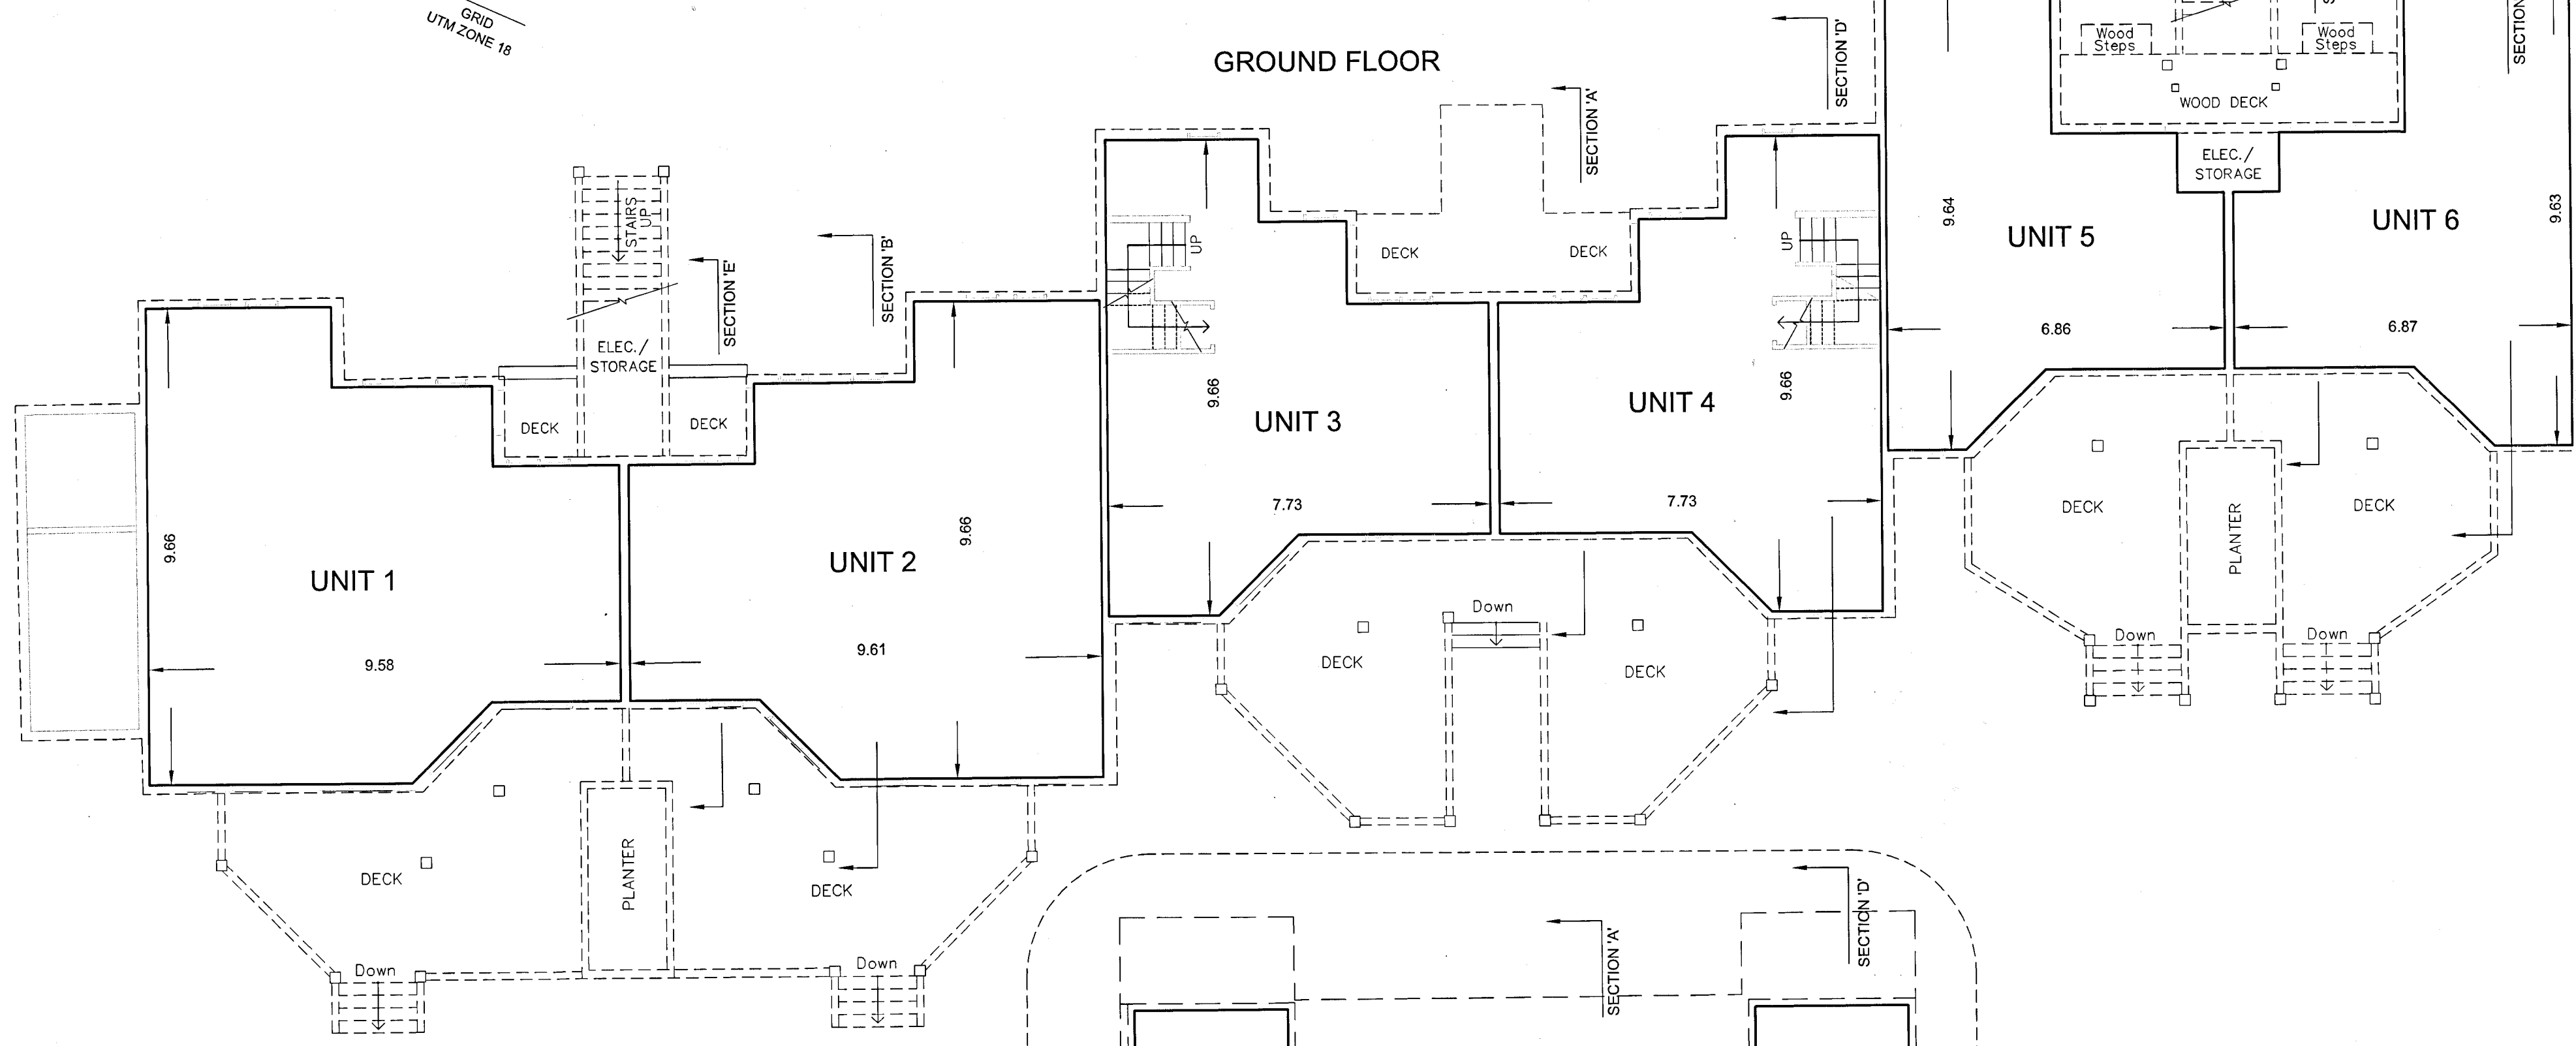 GRID
UTM ZONE 18
GROUND FLOOR
SECTION 'D'
SECTION 'A'
Wood
Steps
Wood
Steps
WOOD DECK
SECTION
ELEC./
STORAGE
STAIRS
UP
SECTION 'E'
SECTION 'B'
ELEC./
STORAGE
DECK
DECK
UP
DECK
DECK
UP
9.64
UNIT 5
UNIT 6
9.63
6.86
6.87
9.66
UNIT 3
UNIT 4
9.66
7.73
7.73
9.66
UNIT 1
UNIT 2
9.66
9.58
9.61
DECK
PLANTER
DECK
Down
Down
Down
DECK
DECK
DECK
PLANTER
DECK
Down
Down
SECTION 'A'
SECTION 'D'